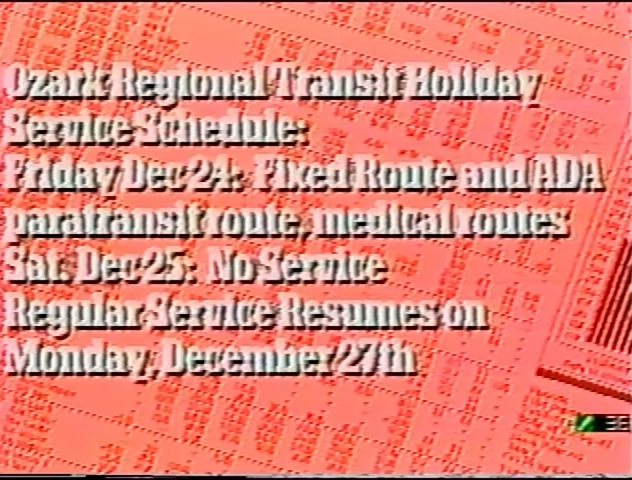 Ozark Regional Transit Holiday
Service Schedule:
Friday Dec 24: Fixed Route and ADA
paratransit route, medical routes
Sat. Dec 25: No Service
Regular Service Resumes on
Monday, December 27th